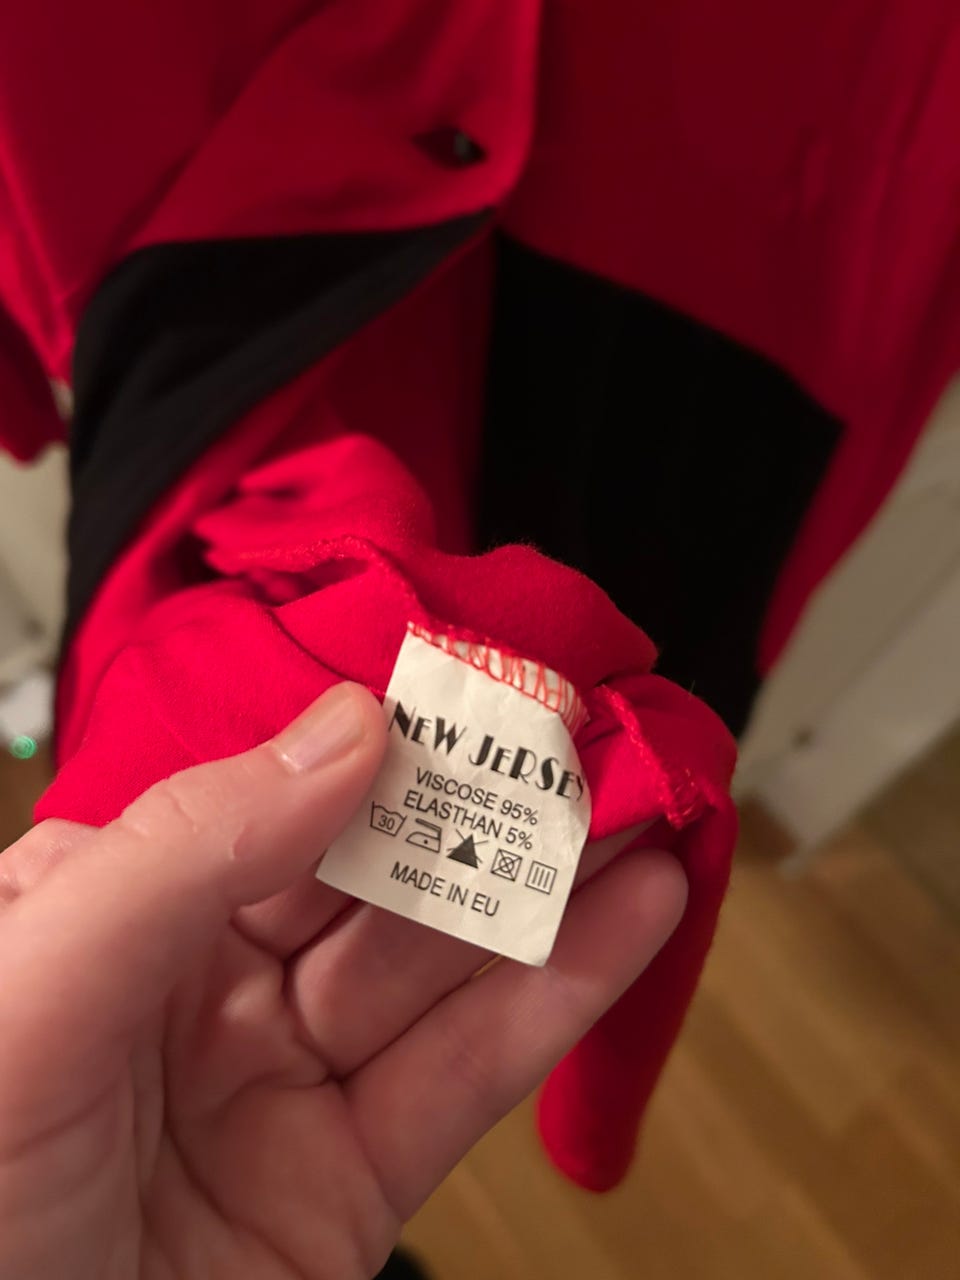 NEW JERSEY
VISCOSE 95%
ELASTHAN 5%
30
MADE IN EU